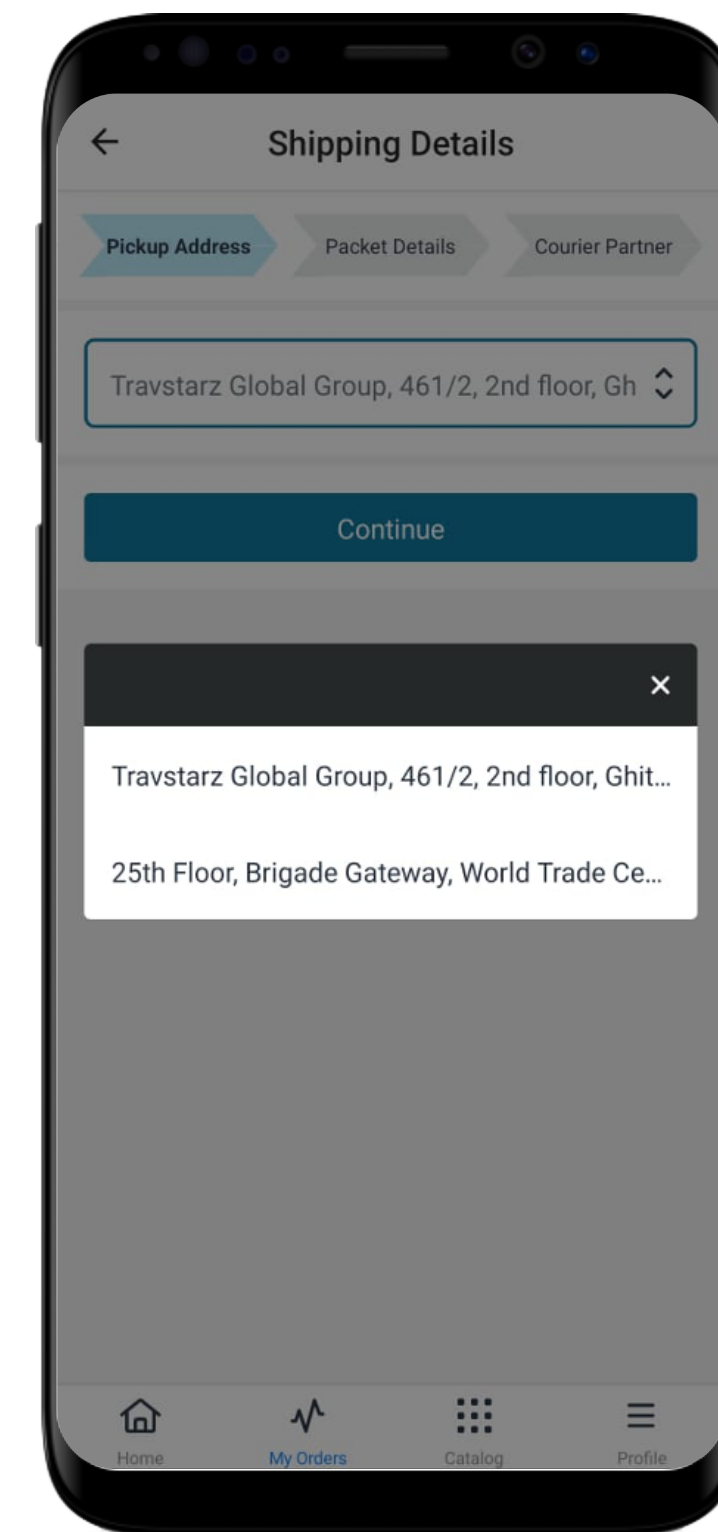 Shipping Details
Pickup Address
Packet Details
Courier Partner
Travstarz Global Group, 461/2, 2nd floor, Gh
Continue
Travstarz Global Group, 461/2, 2nd floor, Ghit...
25th Floor, Brigade Gateway, World Trade Ce...
Home
My Orders
Catalog
Profile